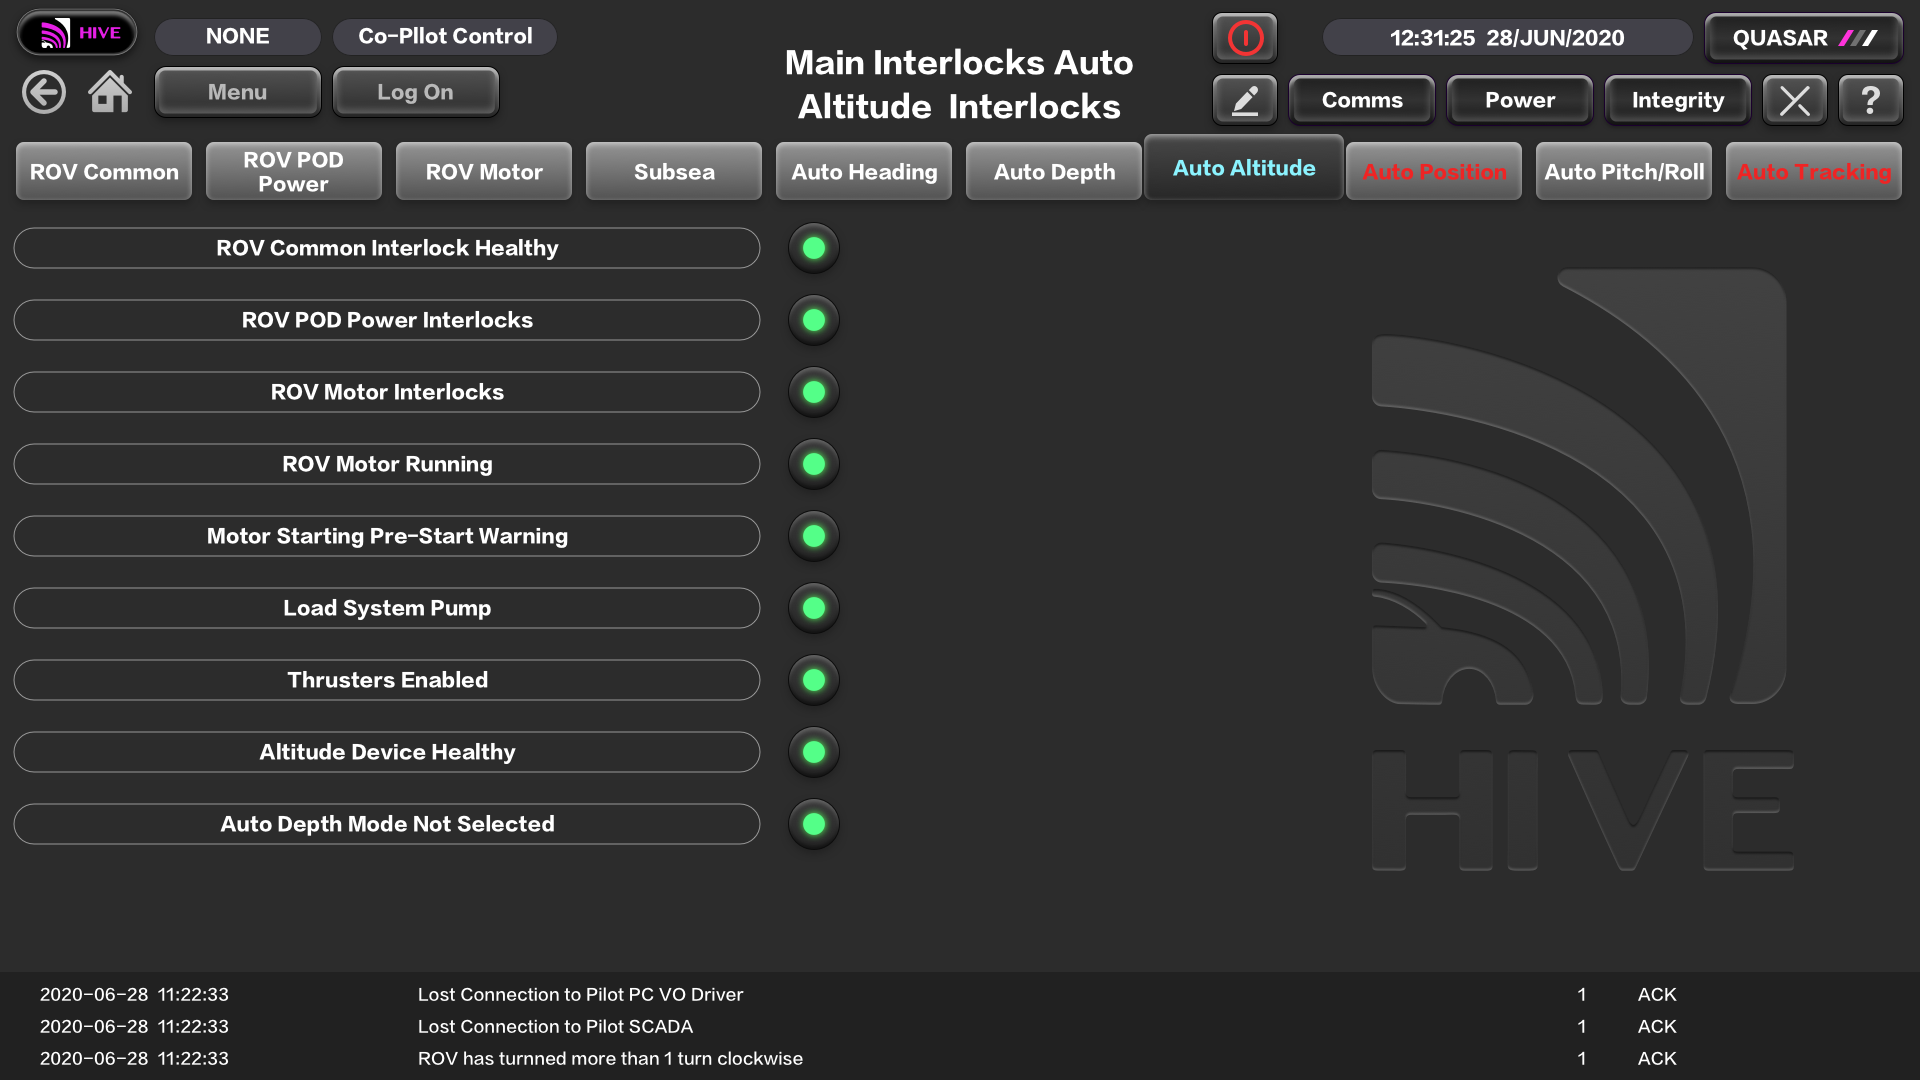 HIVE
NONE
Co-PIlot Control
12:31:25 28/JUN/2020
QUASAR
Menu
Log On
Main Interlocks Auto
Altitude Interlocks
Comms
Power
Integrity
?
ROV Common
ROV POD
Power
ROV Motor
Subsea
Auto Heading
Auto Depth
Auto Altitude
Auto Position
Auto Pitch/Roll
Auto Tracking
ROV Common Interlock Healthy
ROV POD Power Interlocks
ROV Motor Interlocks
ROV Motor Running
Motor Starting Pre-Start Warning
Load System Pump
Thrusters Enabled
Altitude Device Healthy
Auto Depth Mode Not Selected
HIVE
2020-06-28 11:22:33 Lost Connection to Pilot PC VO Driver 1 ACK
2020-06-28 11:22:33 Lost Connection to Pilot SCADA 1 ACK
2020-06-28 11:22:33 ROV has turnned more than 1 turn clockwise 1 ACK